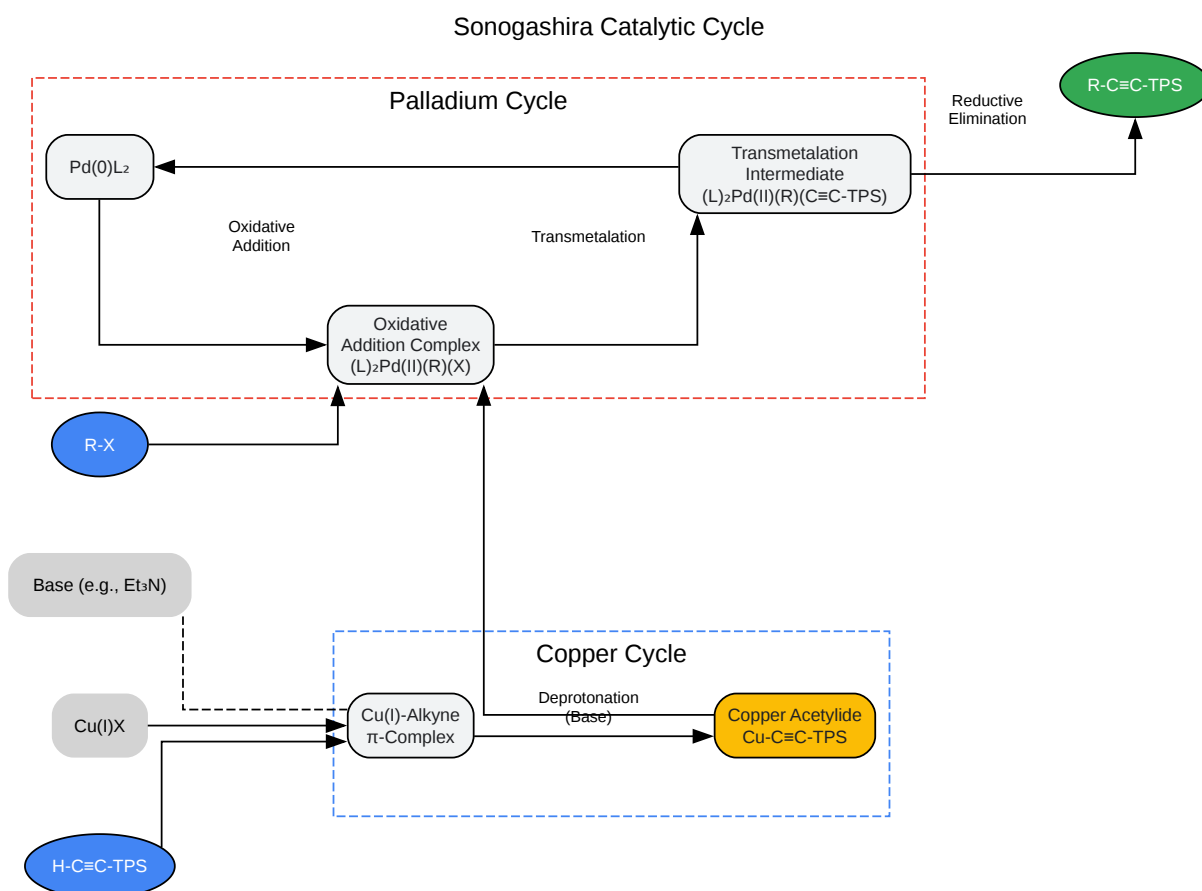 Sonogashira Catalytic Cycle
R-C≡C-TPS
Reductive
Elimination
Palladium Cycle
Pd(0)L₂
Transmetalation
Intermediate
(L)₂Pd(II)(R)(C≡C-TPS)
Oxidative
Addition
Transmetalation
Oxidative
Addition Complex
(L)₂Pd(II)(R)(X)
R-X
Base (e.g., Et₃N)
Copper Cycle
Cu(I)X
Cu(I)-Alkyne
π-Complex
Deprotonation
(Base)
Copper Acetylide
Cu-C≡C-TPS
H-C≡C-TPS